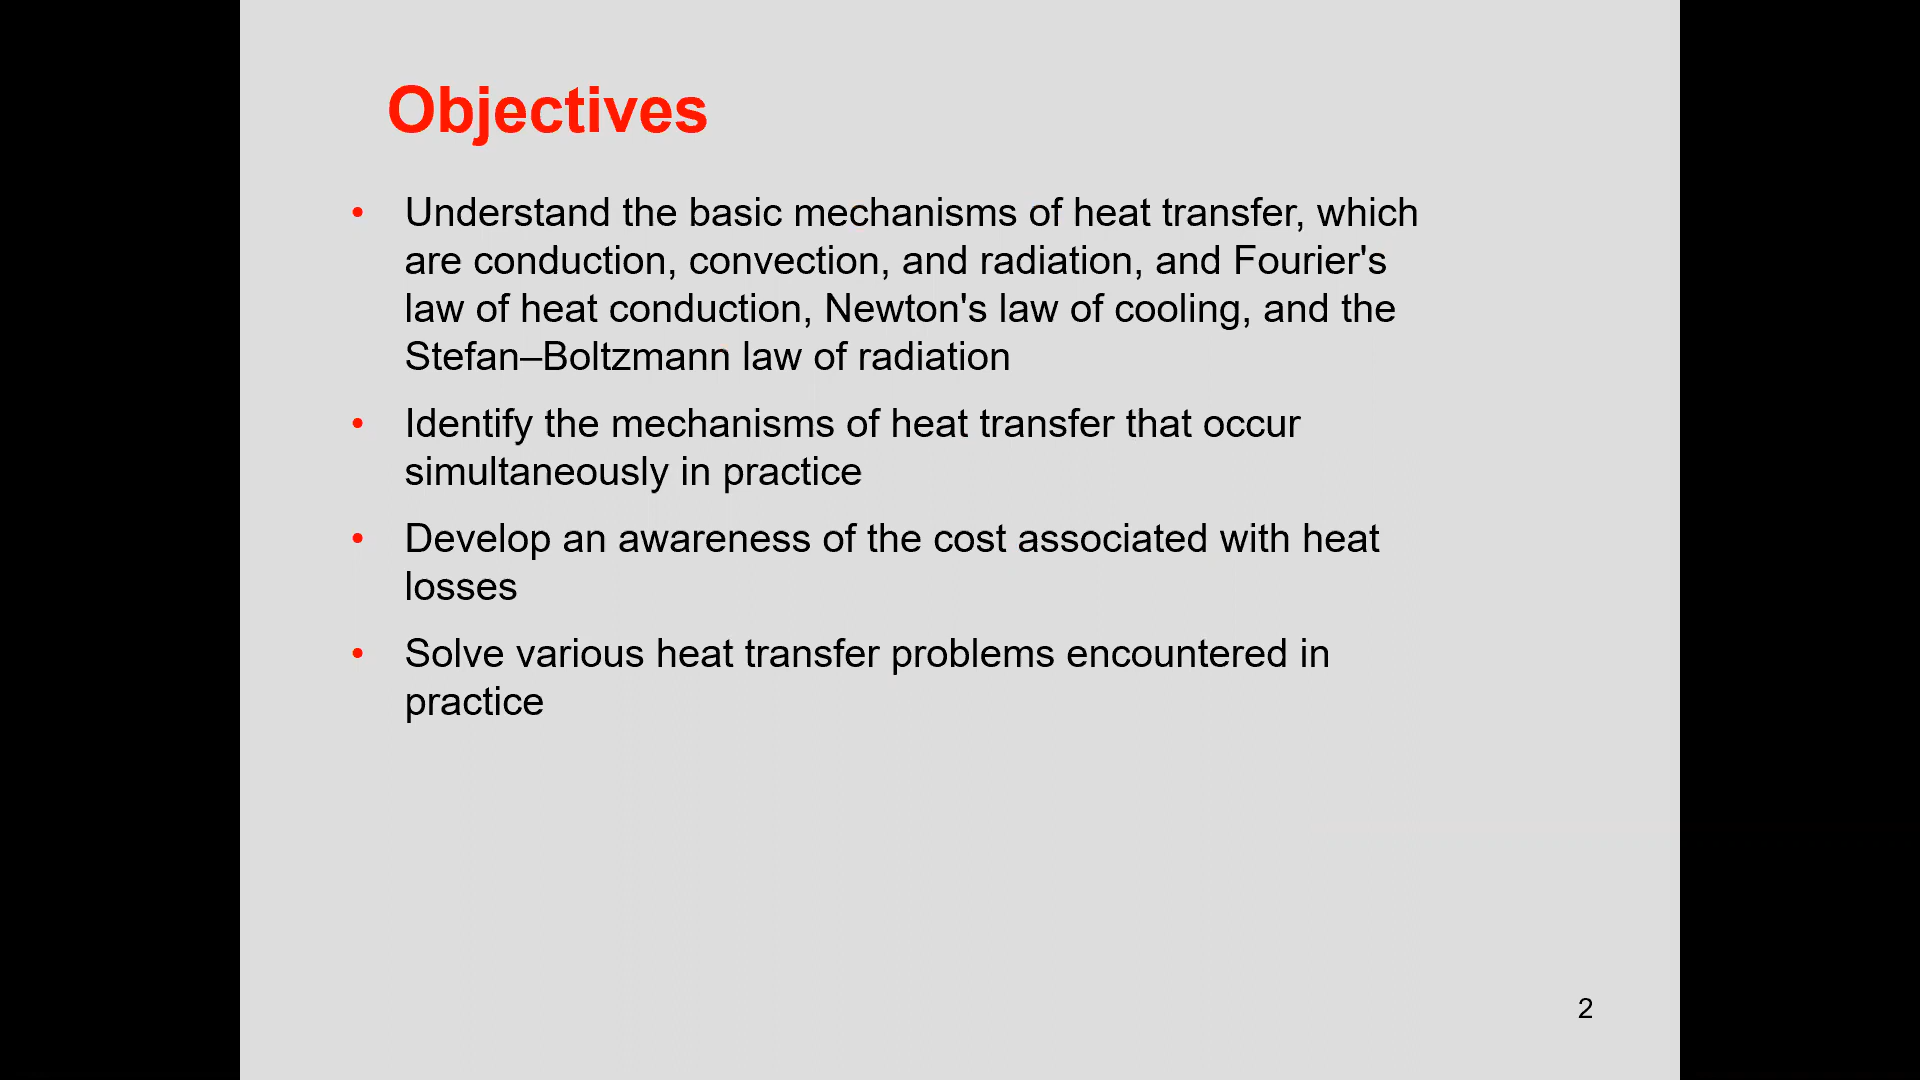 Objectives
• Understand the basic mechanisms of heat transfer, which
are conduction, convection, and radiation, and Fourier's
law of heat conduction, Newton's law of cooling, and the
Stefan–Boltzmann law of radiation
• Identify the mechanisms of heat transfer that occur
simultaneously in practice
• Develop an awareness of the cost associated with heat
losses
• Solve various heat transfer problems encountered in
practice
2